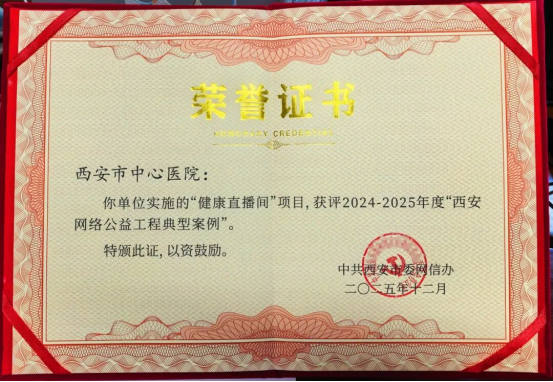 荣誉证书
HONORARY CREDENTIAL
西安市中心医院：
你单位实施的“健康直播间”项目，获评2024-2025年度“西安
网络公益工程典型案例”。
特颁此证，以资鼓励。
中共西安市委网信办
二〇二五年十二月